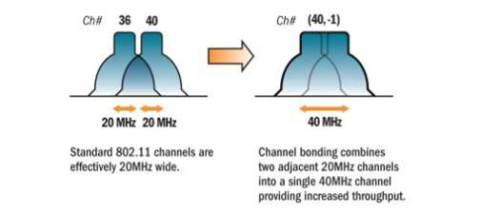 Ch# 36 40
Ch# (40,-1)
20 MHz 20 MHz
40 MHz
Standard 802.11 channels are
effectively 20MHz wide.
Channel bonding combines
two adjacent 20MHz channels
into a single 40MHz channel
providing increased throughput.